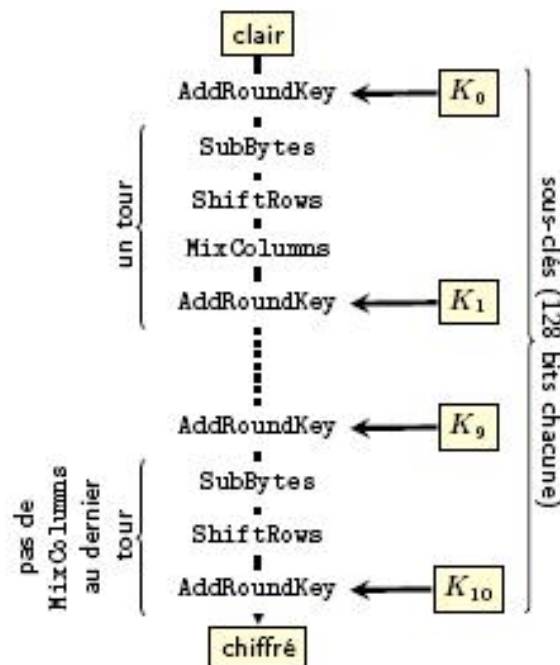 clair
AddRoundKey
K₀
SubBytes
ShiftRows
MixColumns
AddRoundKey
K₁
un tour
AddRoundKey
K₉
SubBytes
ShiftRows
AddRoundKey
K₁₀
pas de
MixColumns
au dernier
tour
chiffré
sous-clés (128 bits chacune)